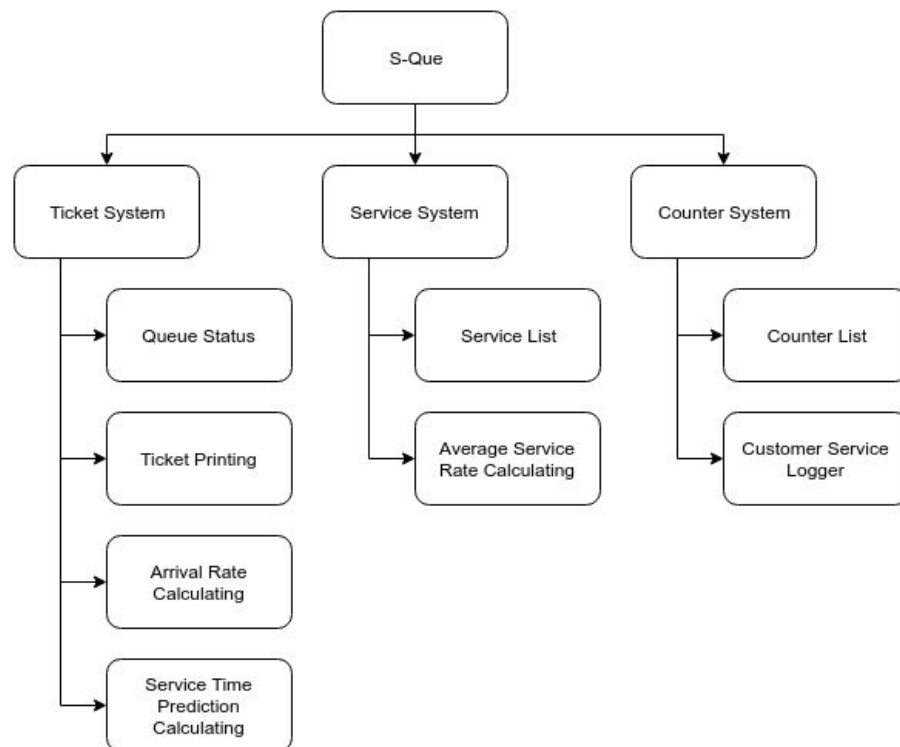 S-Que
Ticket System
Service System
Counter System
Queue Status
Service List
Counter List
Ticket Printing
Average Service
Rate Calculating
Customer Service
Logger
Arrival Rate
Calculating
Service Time
Prediction
Calculating